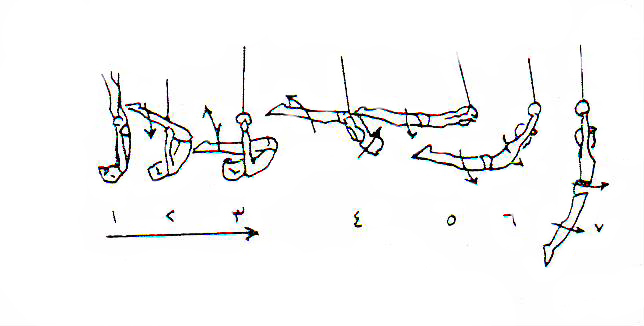 ١ ٢ ٣ ٤ ٥ ٦ ٧